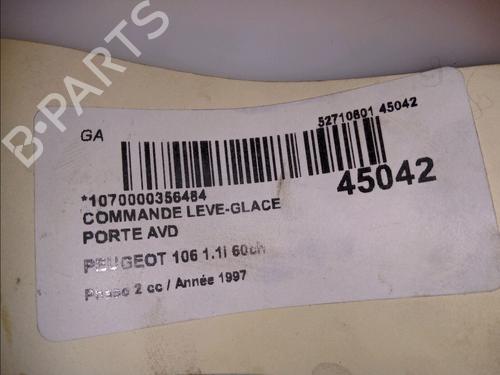 B-PARTS
GA
52710801 45042
*1070000356484
45042
COMMANDE LEVE-GLACE
PORTE AVD
PEUGEOT 106 1.1i 60ch
Phase 2 cc / Année 1997